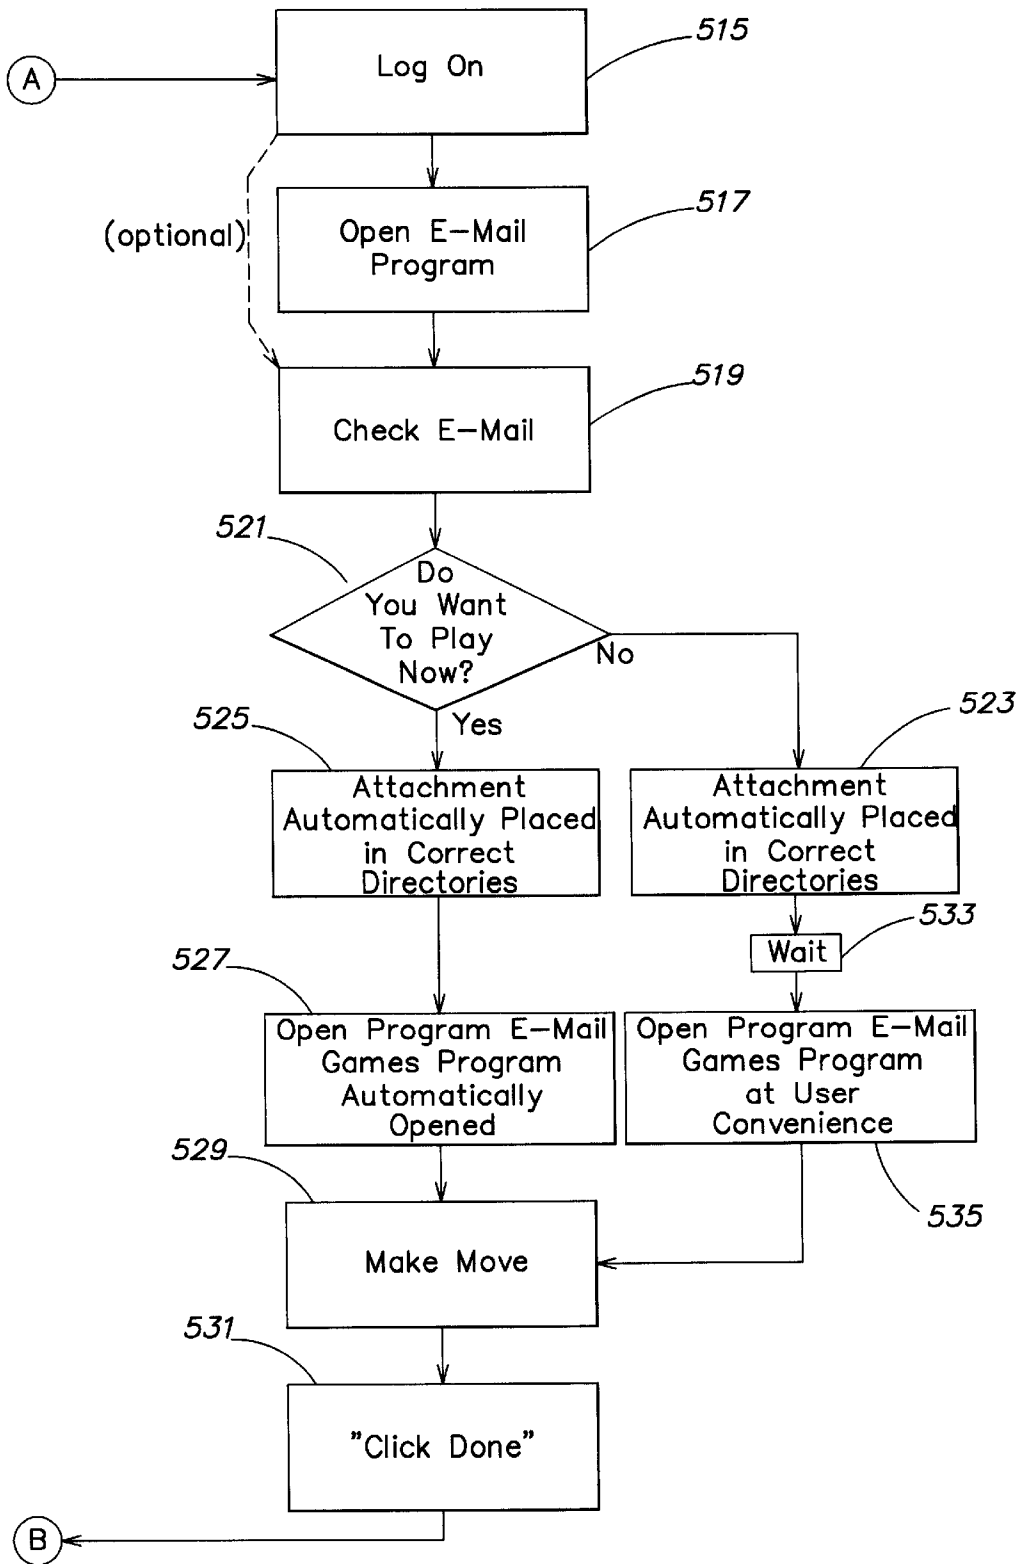 515
Log On
A
517
(optional)
Open E-Mail
Program
519
Check E-Mail
521
Do
You Want
To Play
Now?
No
Yes
525
523
Attachment
Automatically Placed
in Correct
Directories
Attachment
Automatically Placed
in Correct
Directories
533
Wait
527
Open Program E-Mail
Games Program
Automatically
Opened
Open Program E-Mail
Games Program
at User
Convenience
529
535
Make Move
531
"Click Done"
B